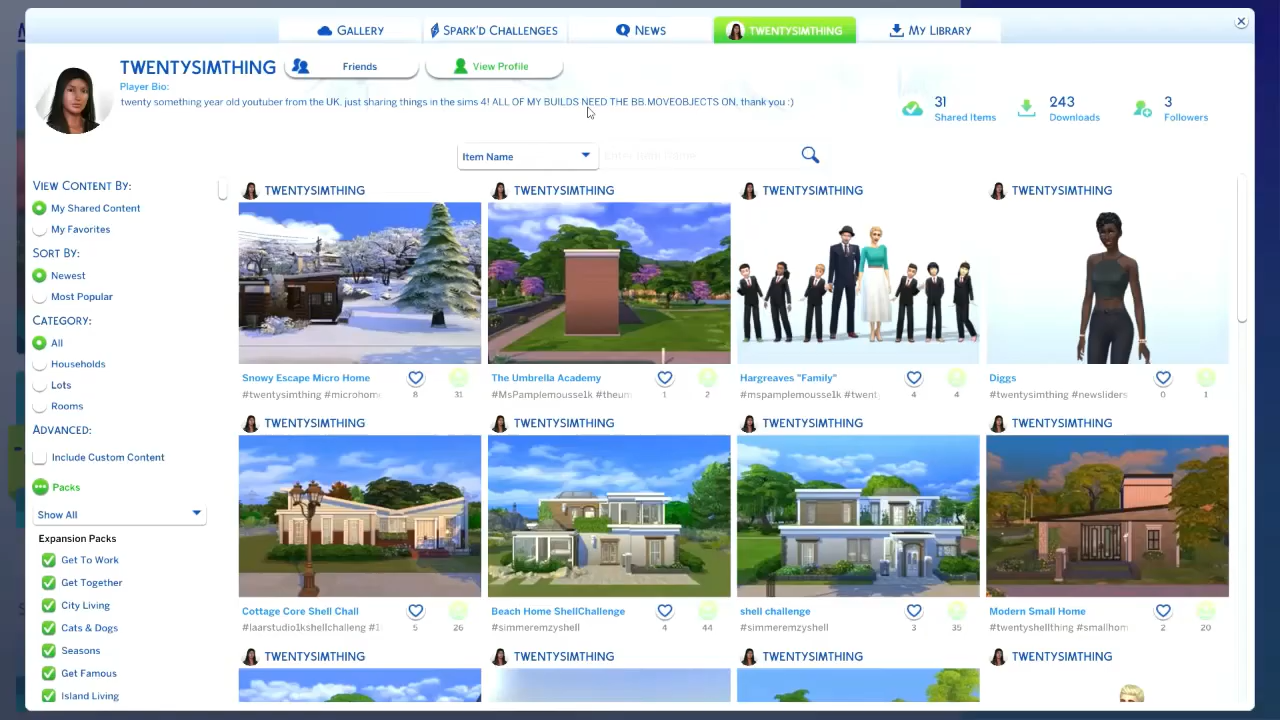 GALLERY
SPARK'D CHALLENGES
NEWS
TWENTYSIMTHING
MY LIBRARY
TWENTYSIMTHING
Friends
View Profile
Player Bio:
twenty something year old youtuber from the UK. just sharing things in the sims 4! ALL OF MY BUILDS NEED THE BB.MOVEOBJECTS ON, thank you :)
31
Shared Items
243
Downloads
3
Followers
Item Name
Enter Item Name
VIEW CONTENT BY:
My Shared Content
My Favorites
SORT BY:
Newest
Most Popular
CATEGORY:
All
Households
Lots
Rooms
ADVANCED:
Include Custom Content
Packs
Show All
Expansion Packs
Get To Work
Get Together
City Living
Cats & Dogs
Seasons
Get Famous
Island Living
TWENTYSIMTHING
Snowy Escape Micro Home
#twentysimthing #microhom
8
31
TWENTYSIMTHING
The Umbrella Academy
#MsPamplemousse1k #theum
1
2
TWENTYSIMTHING
Hargreaves "Family"
#mspamplemousse1k #twent
4
4
TWENTYSIMTHING
Diggs
#twentysimthing #newsliders
0
1
TWENTYSIMTHING
Cottage Core Shell Chall
#laarstudio1kshellchalleng #1
5
26
TWENTYSIMTHING
Beach Home ShellChallenge
#simmeremzyshell
4
44
TWENTYSIMTHING
shell challenge
#simmeremzyshell
3
35
TWENTYSIMTHING
Modern Small Home
#twentyshellthing #smallhom
2
20
TWENTYSIMTHING
TWENTYSIMTHING
TWENTYSIMTHING
TWENTYSIMTHING